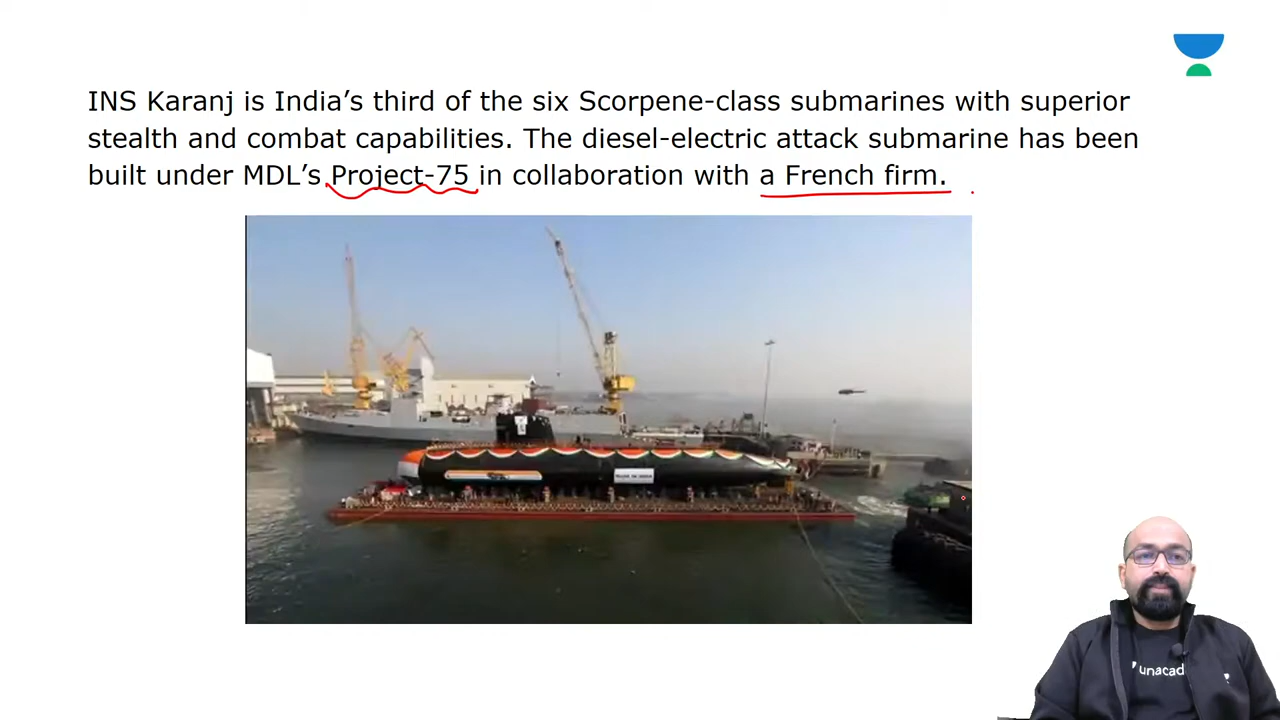 INS Karanj is India’s third of the six Scorpene-class submarines with superior
stealth and combat capabilities. The diesel-electric attack submarine has been
built under MDL’s Project-75 in collaboration with a French firm.
unacad